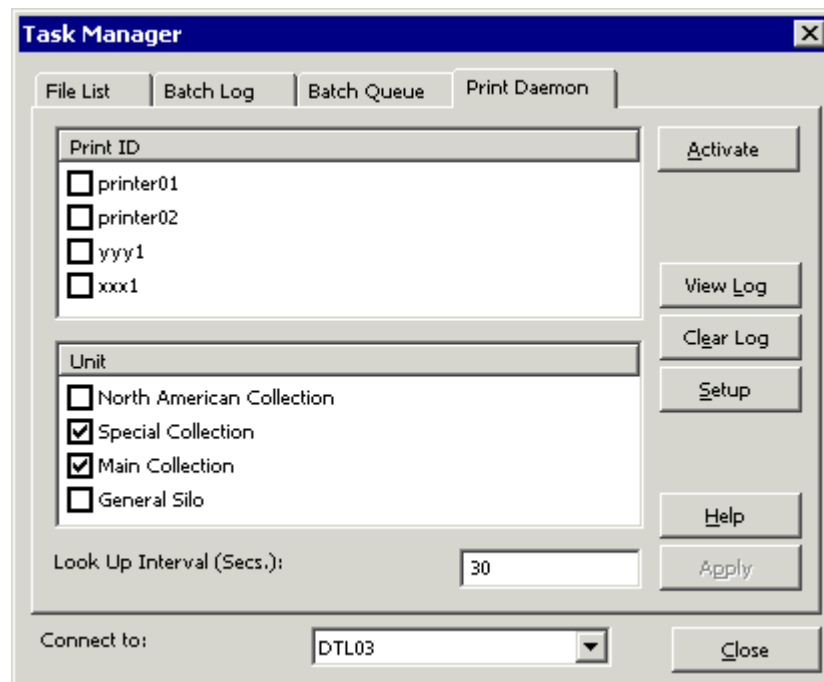 Task Manager
File List Batch Log Batch Queue Print Daemon
Print ID
Activate
printer01
printer02
yyy1
xxx1
View Log
Clear Log
Unit
Setup
North American Collection
Special Collection
Main Collection
General Silo
Help
Look Up Interval (Secs.): 30 Apply
Connect to: DTL03 Close